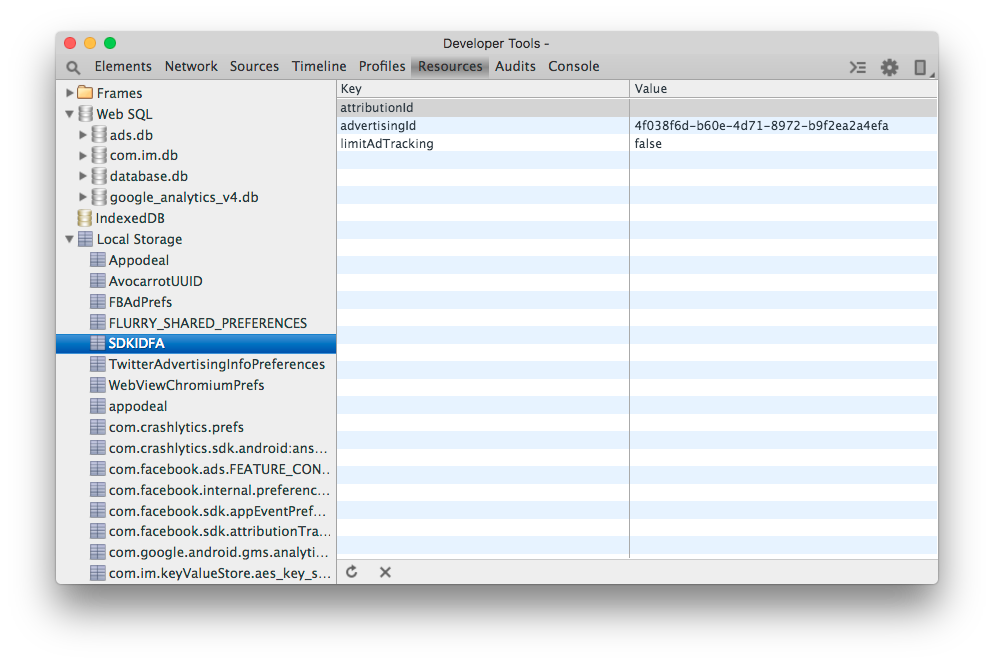 Developer Tools -
Elements Network Sources Timeline Profiles Resources Audits Console
Frames
Web SQL
ads.db
com.im.db
database.db
google_analytics_v4.db
IndexedDB
Local Storage
Appodeal
AvocarrotUUID
FBAdPrefs
FLURRY_SHARED_PREFERENCES
SDKIDFA
TwitterAdvertisingInfoPreferences
WebViewChromiumPrefs
appodeal
com.crashlytics.prefs
com.crashlytics.sdk.android:ans...
com.facebook.ads.FEATURE_CON...
com.facebook.internal.preferenc...
com.facebook.sdk.appEventPref...
com.facebook.sdk.attributionTra...
com.google.android.gms.analyti...
com.im.keyValueStore.aes_key_s...
Key Value
attributionId
advertisingId 4f038f6d-b60e-4d71-8972-b9f2ea2a4efa
limitAdTracking false